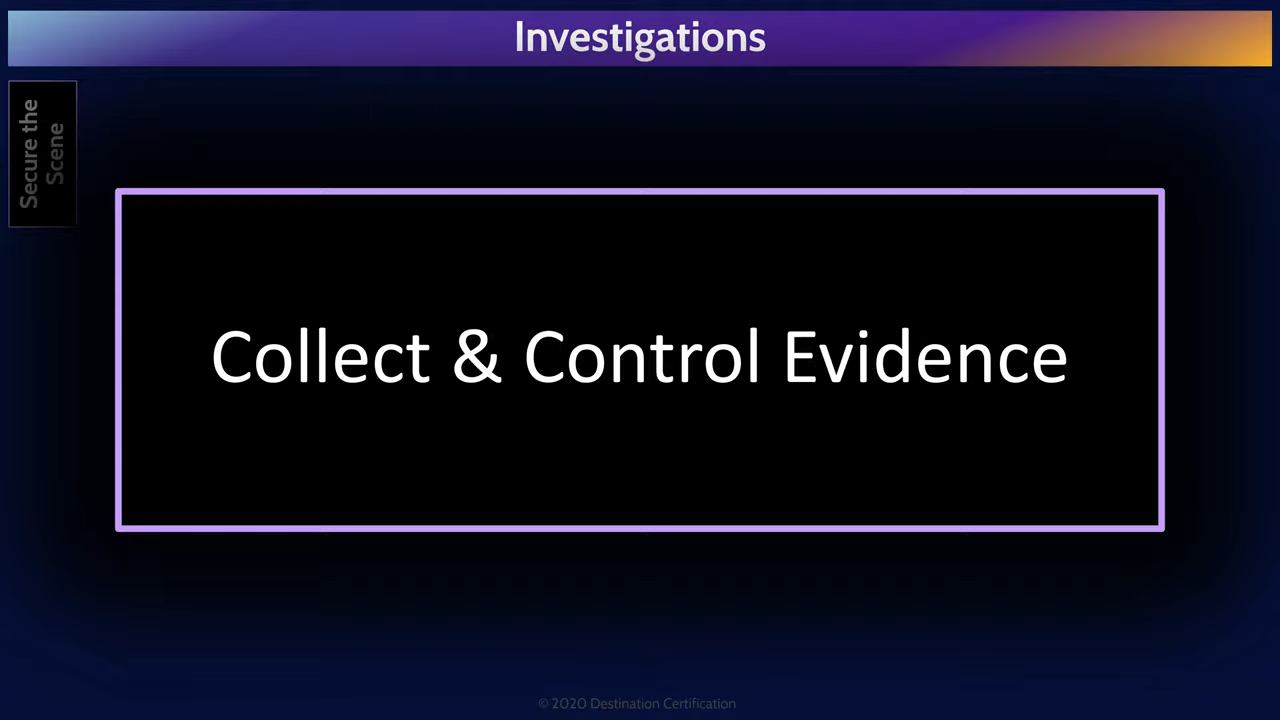 Investigations
Secure the
Scene
Collect & Control Evidence
© 2020 Destination Certification